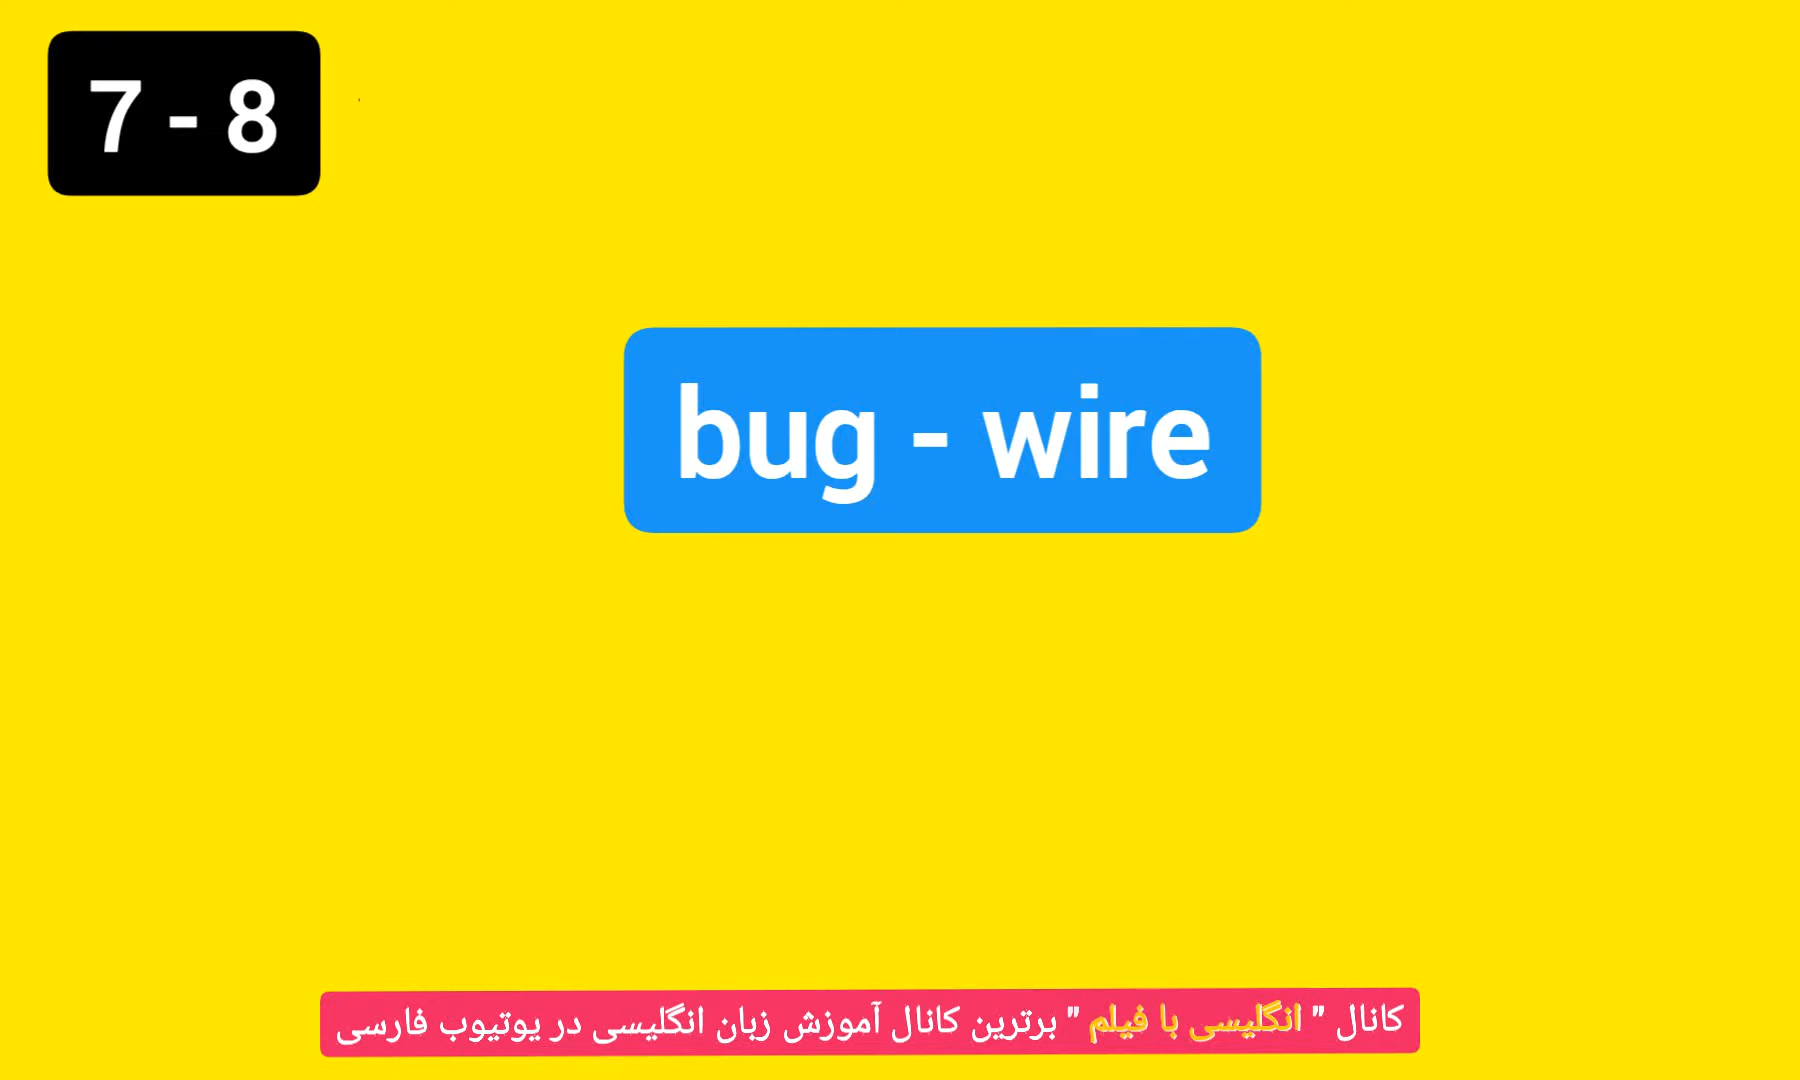 7 - 8
bug - wire
کانال " انگلیسی با فیلم " برترین کانال آموزش زبان انگلیسی در یوتیوب فارسی